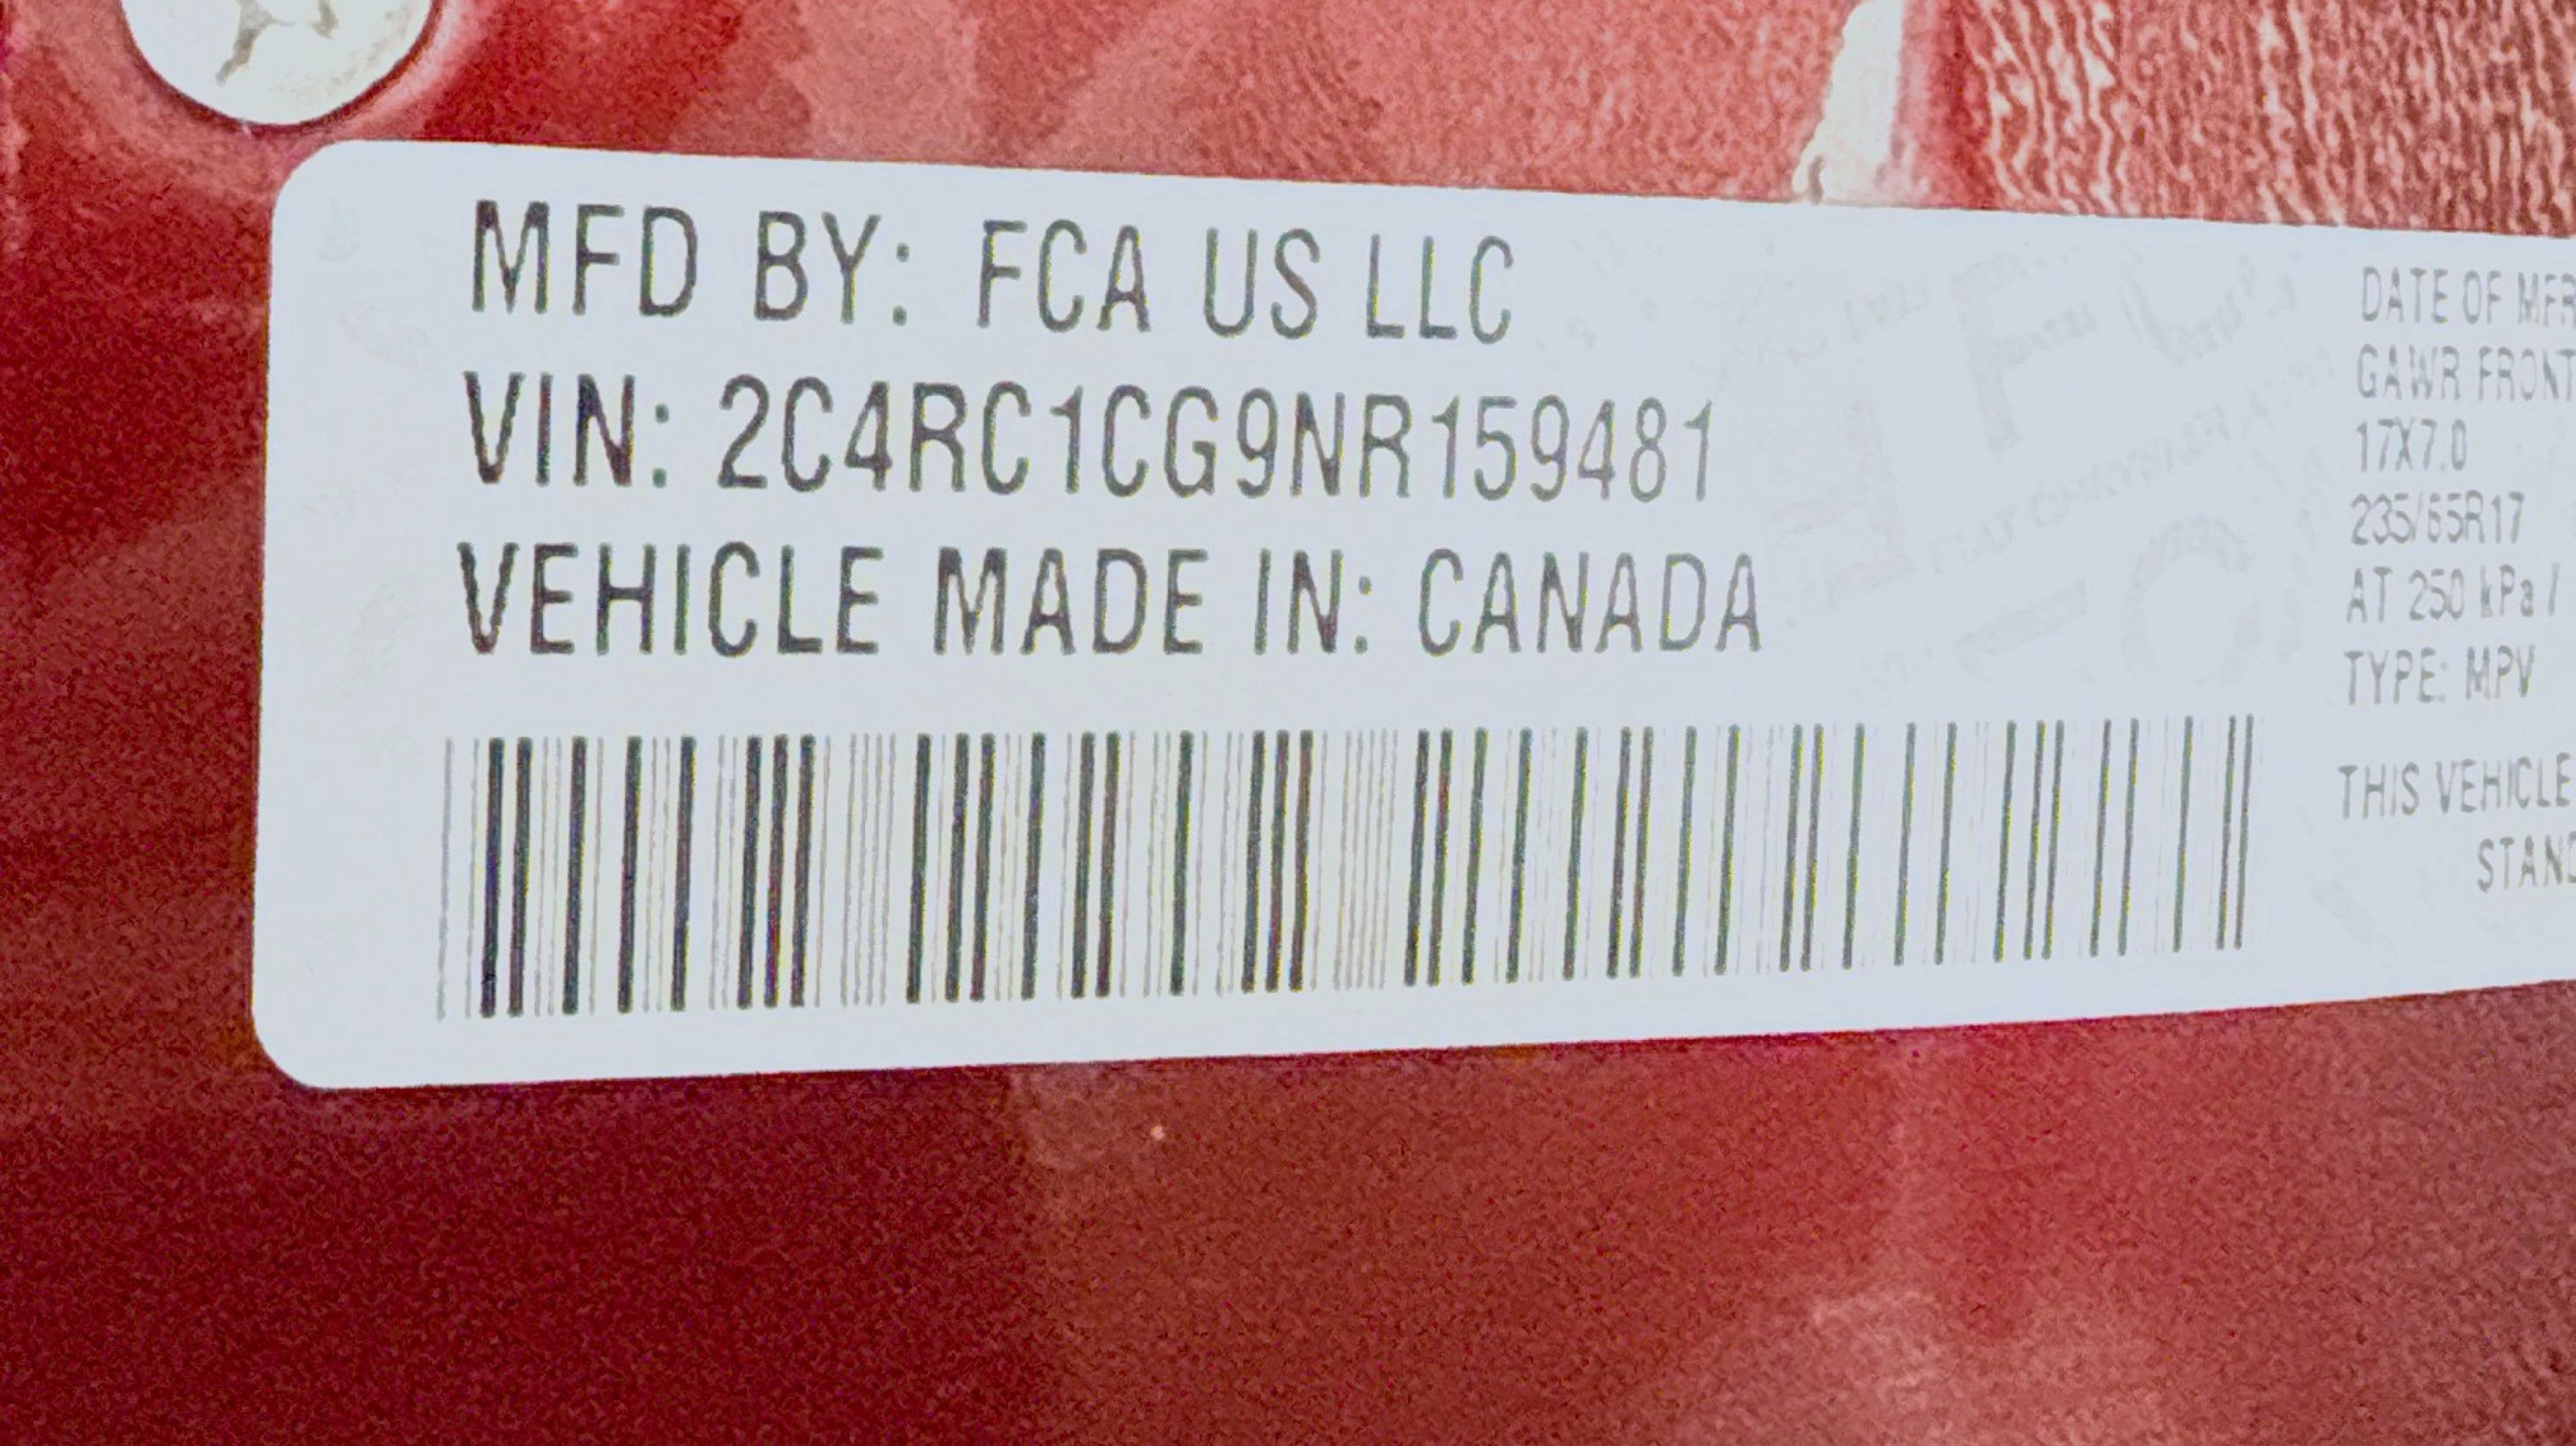 MFD BY: FCA US LLC
VIN: 2C4RC1CG9NR159481
VEHICLE MADE IN: CANADA
DATE OF MFR
GAWR FRONT
17X7.0
235/65R17
AT 250 kPa /
TYPE: MPV
THIS VEHICLE
STAND